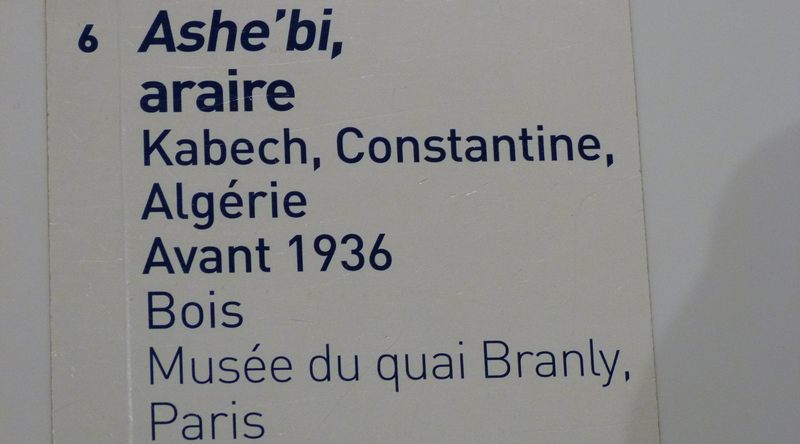 6 Ashe'bi,
araire
Kabech, Constantine,
Algérie
Avant 1936
Bois
Musée du quai Branly,
Paris